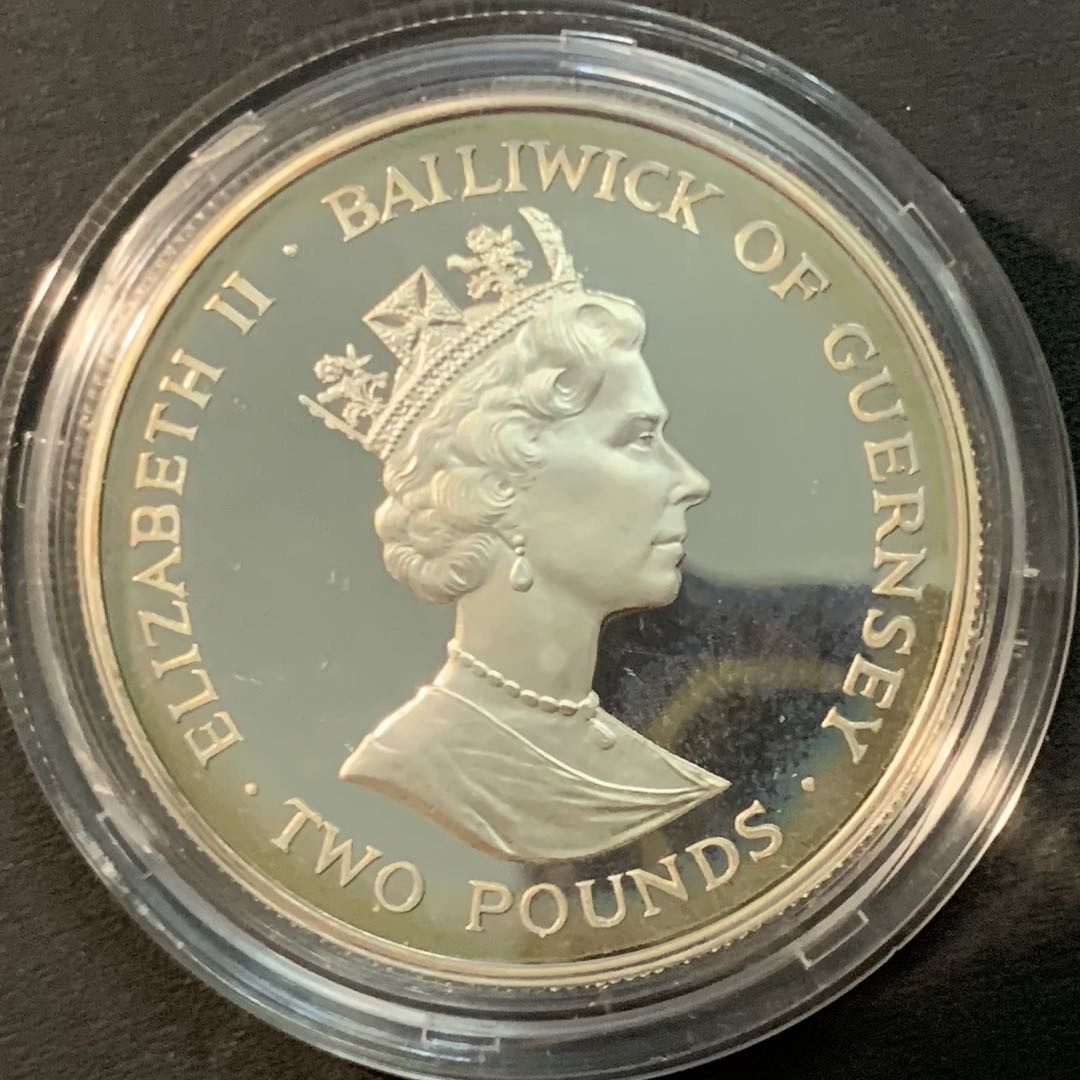 ELIZABETH II · BAILIWICK OF GUERNSEY ·
TWO POUNDS ·